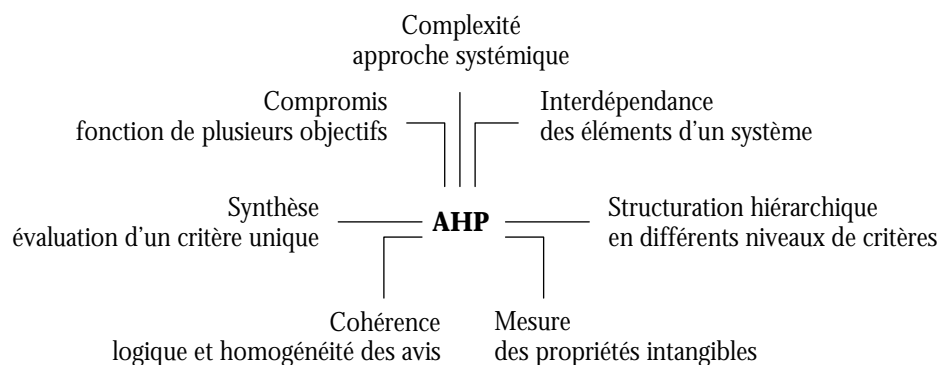 Complexité
approche systémique
Compromis
fonction de plusieurs objectifs
Interdépendance
des éléments d’un système
Synthèse
évaluation d’un critère unique
AHP
Structuration hiérarchique
en différents niveaux de critères
Cohérence
logique et homogénéité des avis
Mesure
des propriétés intangibles